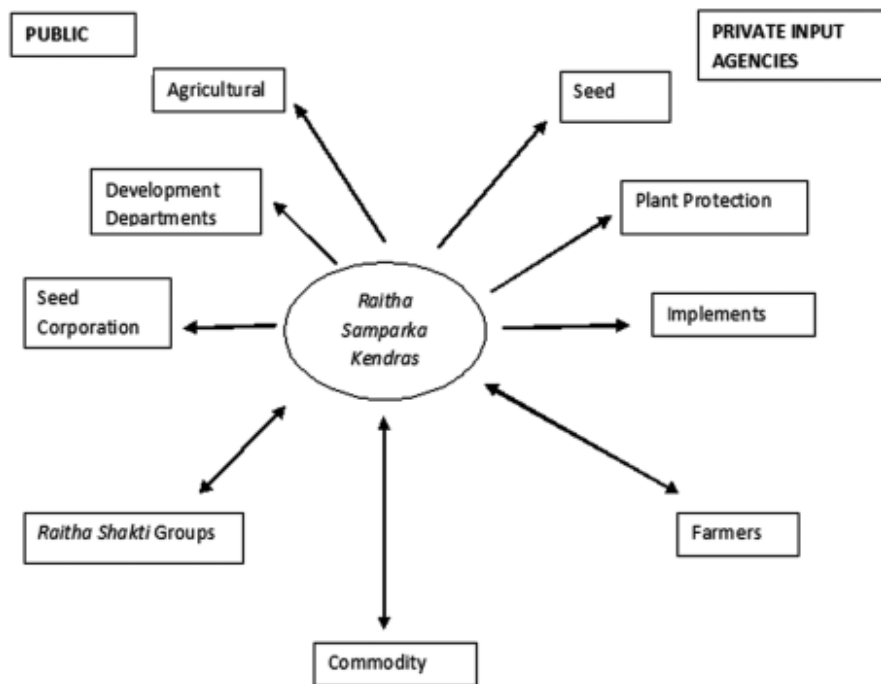 PUBLIC
PRIVATE INPUT
AGENCIES
Agricultural
Seed
Development
Departments
Plant Protection
Seed
Corporation
Raitha
Samparka
Kendras
Implements
Raitha Shakti Groups
Farmers
Commodity